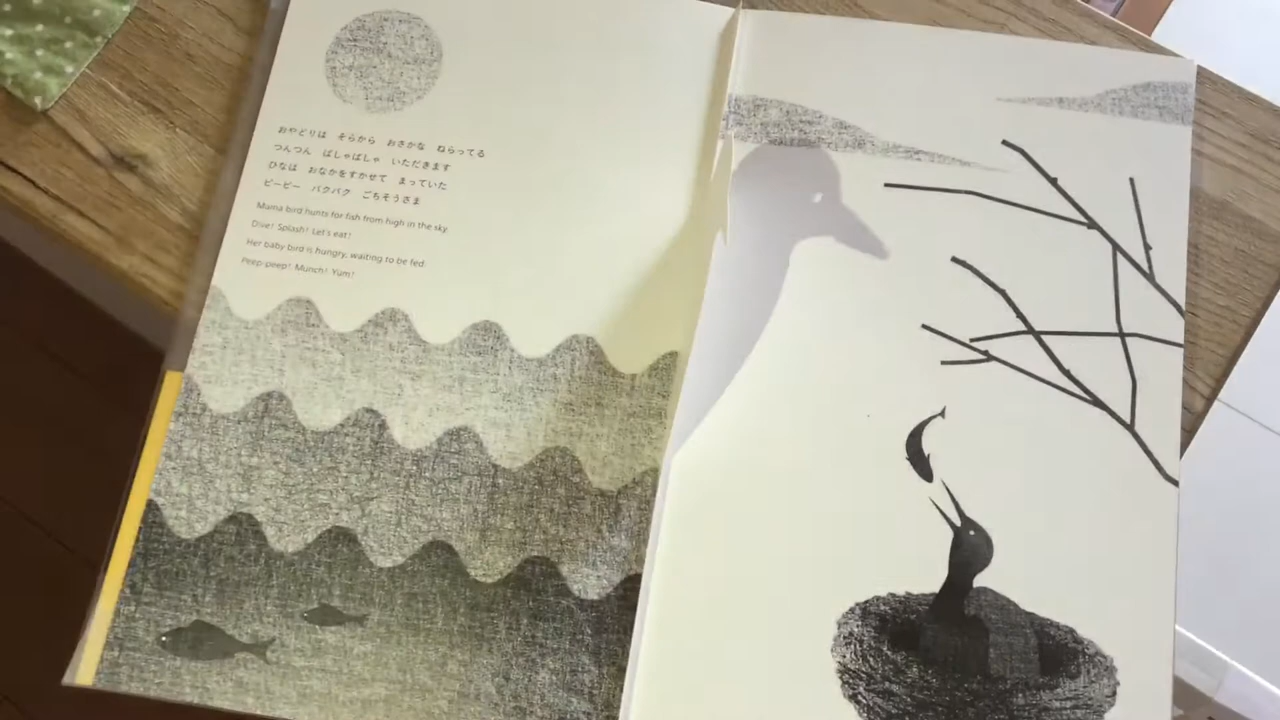 おやどりは　そらから　おさかな　ねらってる
つんつん　ばしゃばしゃ　いただきます
ひなは　おなかをすかせて　まっていた
ピーピー　パクパク　ごちそうさま
Mama bird hunts for fish from high in the sky.
Dive! Splash! Let's eat!
Her baby bird is hungry, waiting to be fed.
Peep peep! Munch! Yum!